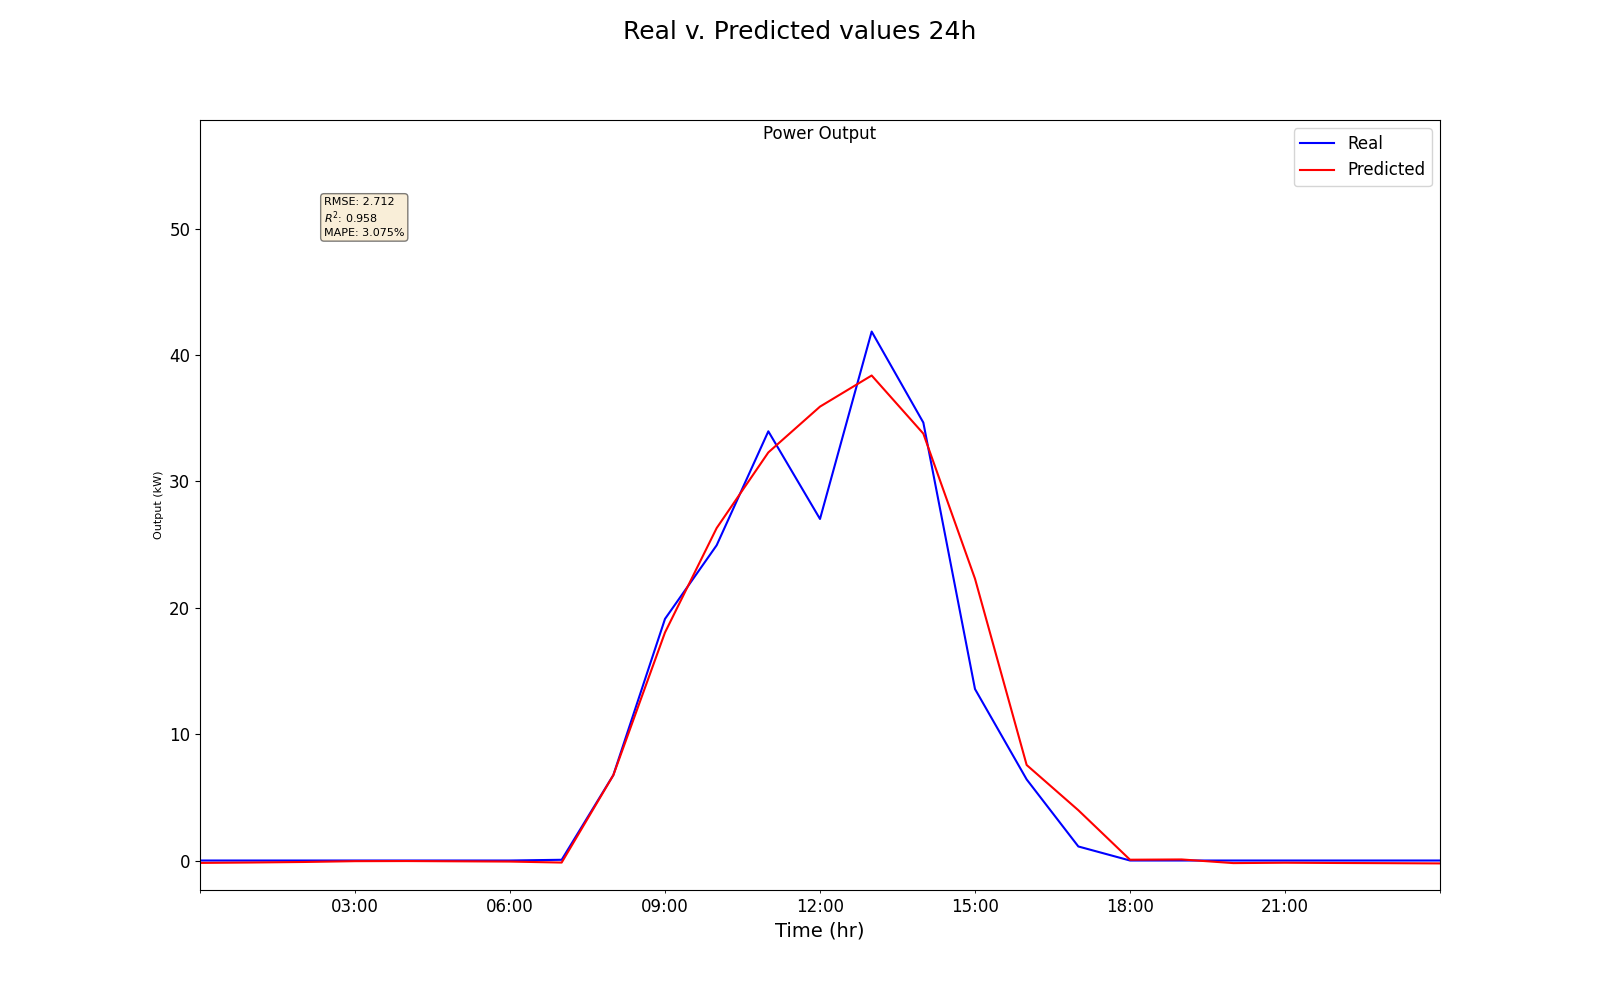 Real v. Predicted values 24h
Power Output
Real
Predicted
RMSE: 2.712
R²: 0.958
MAPE: 3.075%
50
40
30
20
10
0
Output (kW)
03:00 06:00 09:00 12:00 15:00 18:00 21:00
Time (hr)